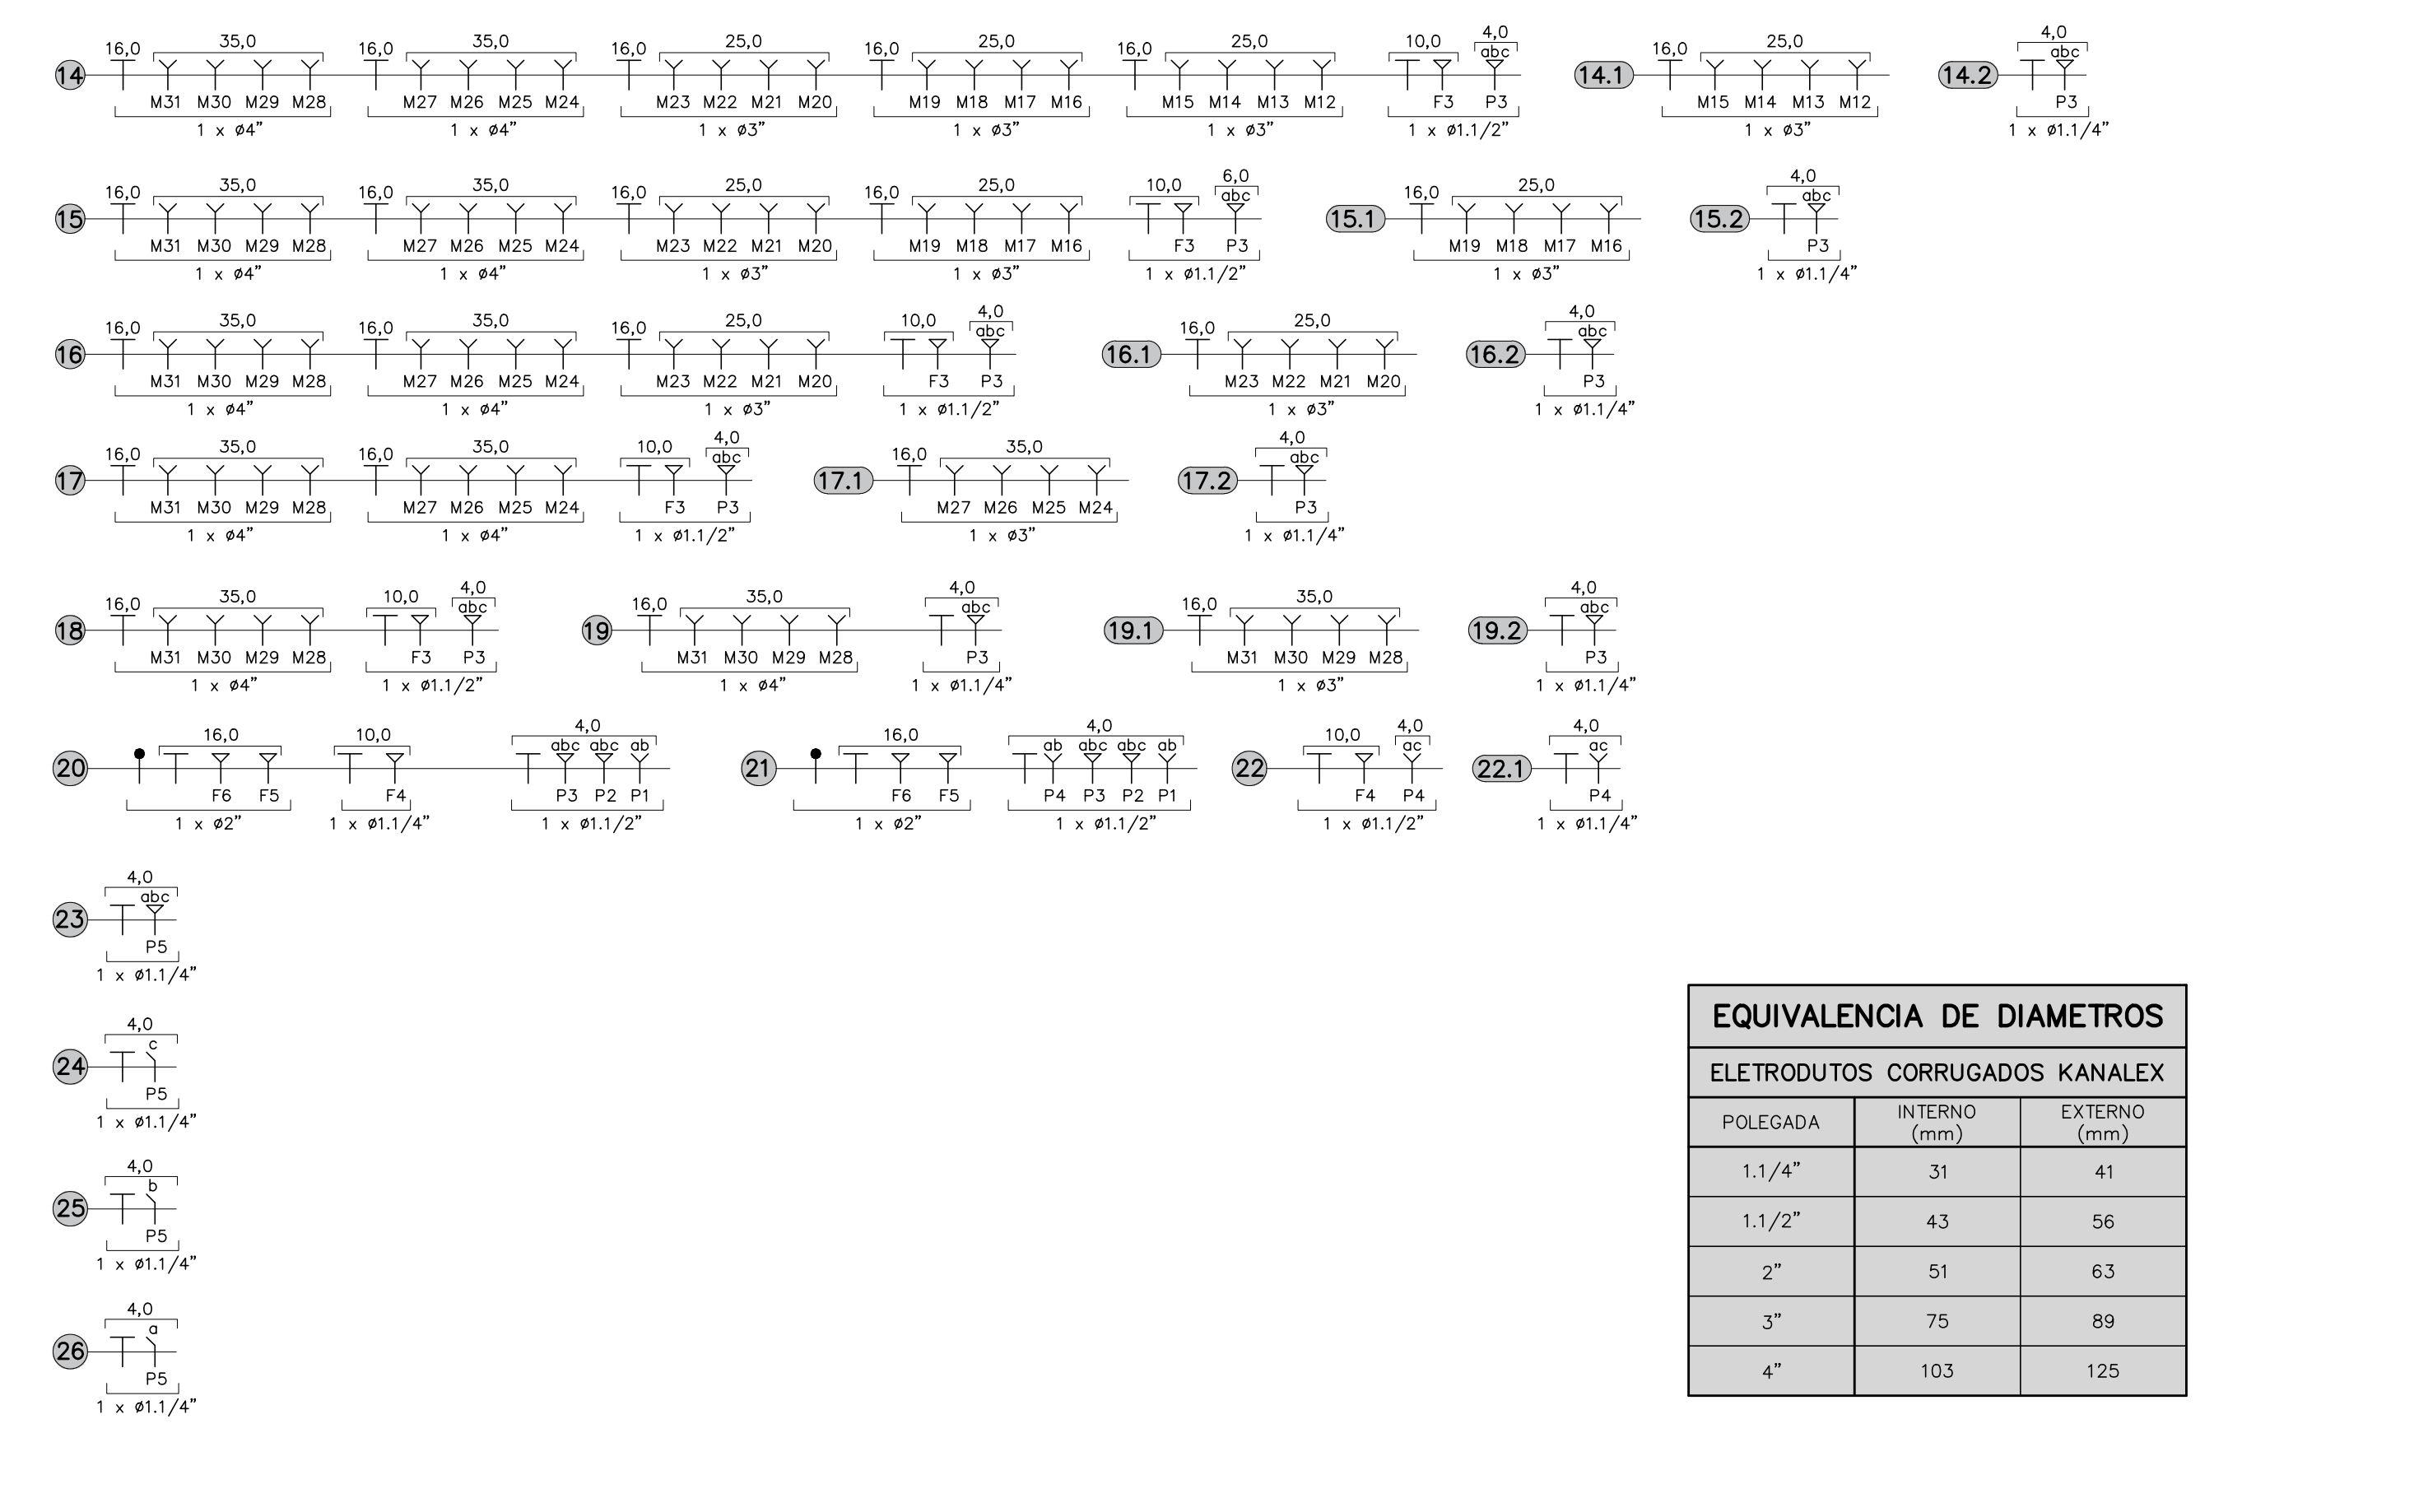 16,0 35,0 16,0 35,0 16,0 25,0 16,0 25,0 16,0 25,0 10,0 4,0 abc 16,0 25,0 4,0 abc
14 14.1 14.2
M31 M30 M29 M28 M27 M26 M25 M24 M23 M22 M21 M20 M19 M18 M17 M16 M15 M14 M13 M12 F3 P3 M15 M14 M13 M12 P3
1 x ø4” 1 x ø4” 1 x ø3” 1 x ø3” 1 x ø3” 1 x ø1.1/2” 1 x ø3” 1 x ø1.1/4”
16,0 35,0 16,0 35,0 16,0 25,0 16,0 25,0 10,0 6,0 abc 16,0 25,0 4,0 abc
15 15.1 15.2
M31 M30 M29 M28 M27 M26 M25 M24 M23 M22 M21 M20 M19 M18 M17 M16 F3 P3 M19 M18 M17 M16 P3
1 x ø4” 1 x ø4” 1 x ø3” 1 x ø3” 1 x ø1.1/2” 1 x ø3” 1 x ø1.1/4”
16,0 35,0 16,0 35,0 16,0 25,0 10,0 4,0 abc 16,0 25,0 4,0 abc
16 16.1 16.2
M31 M30 M29 M28 M27 M26 M25 M24 M23 M22 M21 M20 F3 P3 M23 M22 M21 M20 P3
1 x ø4” 1 x ø4” 1 x ø3” 1 x ø1.1/2” 1 x ø3” 1 x ø1.1/4”
16,0 35,0 16,0 35,0 10,0 4,0 abc 16,0 35,0 4,0 abc
17 17.1 17.2
M31 M30 M29 M28 M27 M26 M25 M24 F3 P3 M27 M26 M25 M24 P3
1 x ø4” 1 x ø4” 1 x ø1.1/2” 1 x ø3” 1 x ø1.1/4”
16,0 35,0 10,0 4,0 abc 16,0 35,0 4,0 abc 16,0 35,0 4,0 abc
18 19 19.1 19.2
M31 M30 M29 M28 F3 P3 M31 M30 M29 M28 P3 M31 M30 M29 M28 P3
1 x ø4” 1 x ø1.1/2” 1 x ø4” 1 x ø1.1/4” 1 x ø3” 1 x ø1.1/4”
16,0 10,0 4,0 16,0 4,0 10,0 4,0 4,0
abc abc ab ab abc abc ab ac ac
20 21 22 22.1
F6 F5 F4 P3 P2 P1 F6 F5 P4 P3 P2 P1 F4 P4 P4
1 x ø2” 1 x ø1.1/4” 1 x ø1.1/2” 1 x ø2” 1 x ø1.1/2” 1 x ø1.1/2” 1 x ø1.1/4”
4,0
abc
23
P5
1 x ø1.1/4”
4,0
c
24
P5
1 x ø1.1/4”
4,0
b
25
P5
1 x ø1.1/4”
4,0
a
26
P5
1 x ø1.1/4”
EQUIVALENCIA DE DIAMETROS
ELETRODUTOS CORRUGADOS KANALEX
POLEGADA INTERNO (mm) EXTERNO (mm)
1.1/4” 31 41
1.1/2” 43 56
2” 51 63
3” 75 89
4” 103 125